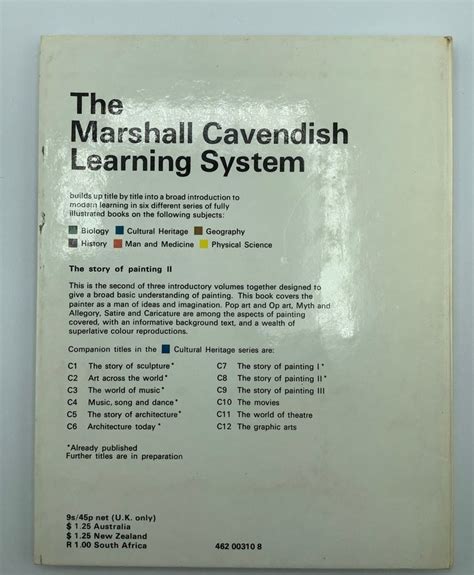 The
Marshall Cavendish
Learning System
builds up title by title into a broad introduction to
modern learning in six different series of fully
illustrated books on the following subjects:
Biology Cultural Heritage Geography
History Man and Medicine Physical Science
The story of painting II
This is the second of three introductory volumes together designed to
give a broad basic understanding of painting. This book covers the
painter as a man of ideas and imagination. Pop art and Op art, Myth and
Allegory, Satire and Caricature are among the aspects of painting
covered, with an informative background text, and a wealth of
superlative colour reproductions.
Companion titles in the Cultural Heritage series are:
C1 The story of sculpture*
C2 Art across the world*
C3 The world of music*
C4 Music, song and dance*
C5 The story of architecture*
C6 Architecture today*
C7 The story of painting I*
C8 The story of painting II*
C9 The story of painting III
C10 The movies
C11 The world of theatre
C12 The graphic arts
*Already published
Further titles are in preparation
9s/45p net (U.K. only)
$ 1.25 Australia
$ 1.25 New Zealand
R 1.00 South Africa
462 00310 8